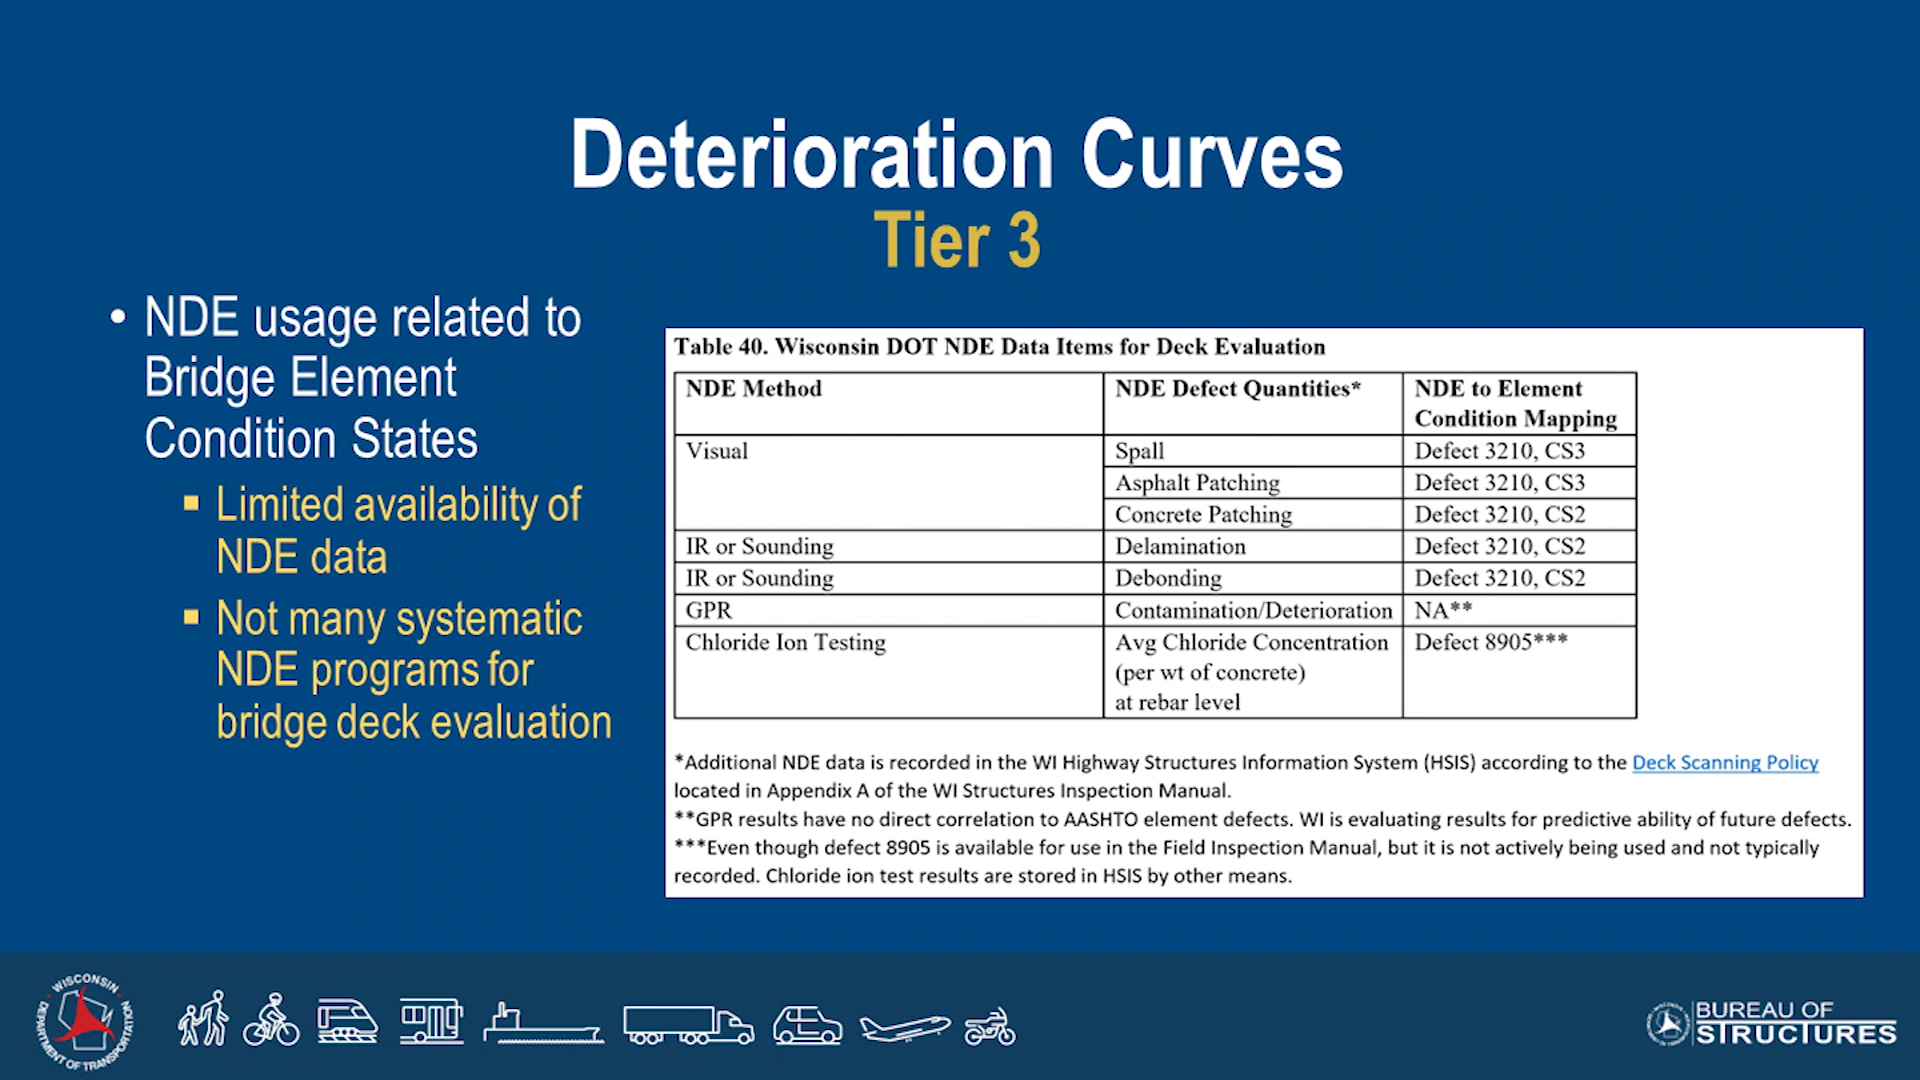 Deterioration Curves
Tier 3
• NDE usage related to
Bridge Element
Condition States
▪ Limited availability of
NDE data
▪ Not many systematic
NDE programs for
bridge deck evaluation
Table 40. Wisconsin DOT NDE Data Items for Deck Evaluation
NDE Method NDE Defect Quantities* NDE to Element
Condition Mapping
Visual Spall Defect 3210, CS3
Asphalt Patching Defect 3210, CS3
Concrete Patching Defect 3210, CS2
IR or Sounding Delamination Defect 3210, CS2
IR or Sounding Debonding Defect 3210, CS2
GPR Contamination/Deterioration NA**
Chloride Ion Testing Avg Chloride Concentration Defect 8905***
(per wt of concrete)
at rebar level
*Additional NDE data is recorded in the WI Highway Structures Information System (HSIS) according to the Deck Scanning Policy
located in Appendix A of the WI Structures Inspection Manual.
**GPR results have no direct correlation to AASHTO element defects. WI is evaluating results for predictive ability of future defects.
***Even though defect 8905 is available for use in the Field Inspection Manual, but it is not actively being used and not typically
recorded. Chloride ion test results are stored in HSIS by other means.
WISCONSIN
DEPARTMENT OF TRANSPORTATION
BUREAU OF
STRUCTURES